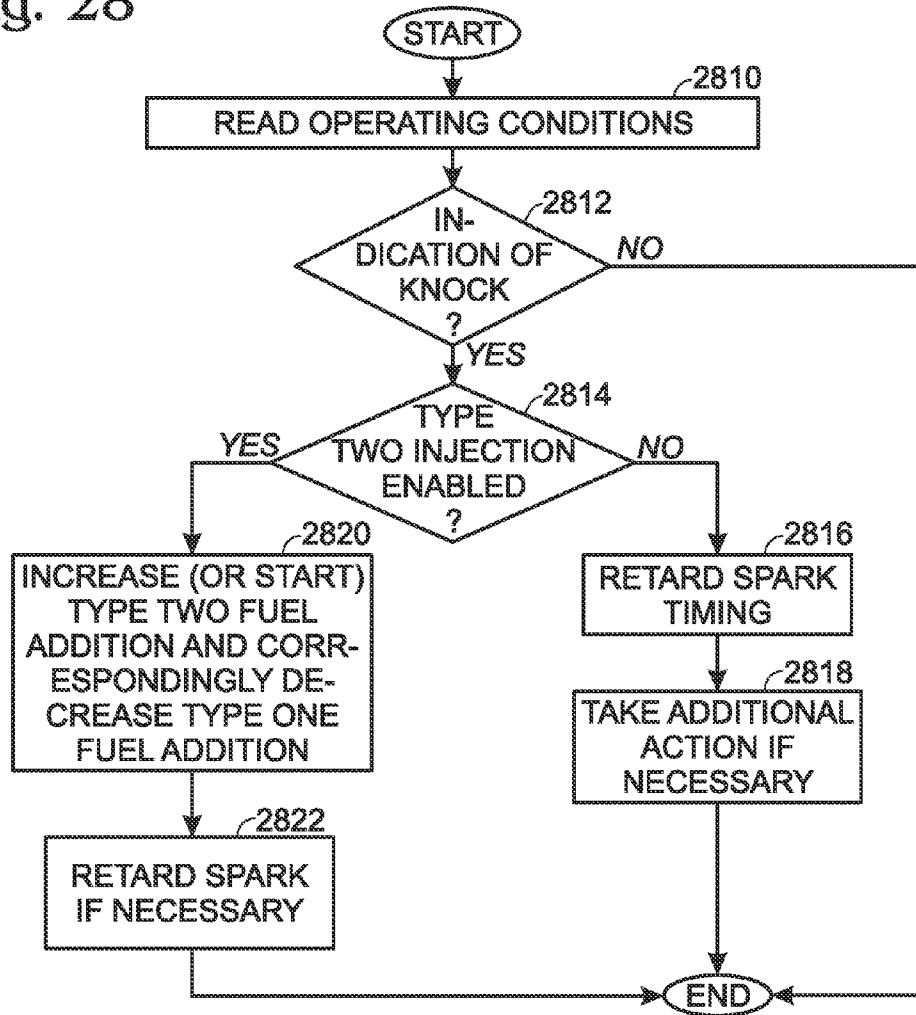 g. 28
START
2810
READ OPERATING CONDITIONS
2812
IN-
DICATION OF
KNOCK
?
NO
YES
2814
TYPE
TWO INJECTION
ENABLED
?
YES
NO
2820
INCREASE (OR START)
TYPE TWO FUEL
ADDITION AND CORR-
ESPONDINGLY DE-
CREASE TYPE ONE
FUEL ADDITION
2816
RETARD SPARK
TIMING
2818
TAKE ADDITIONAL
ACTION IF
NECESSARY
2822
RETARD SPARK
IF NECESSARY
END